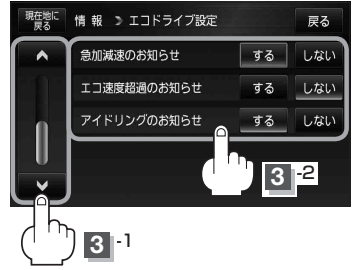 現在地に
戻る
情 報 エコドライブ設定
戻る
急加減速のお知らせ する しない
エコ速度超過のお知らせ する しない
アイドリングのお知らせ する しない
3 -2
3 -1